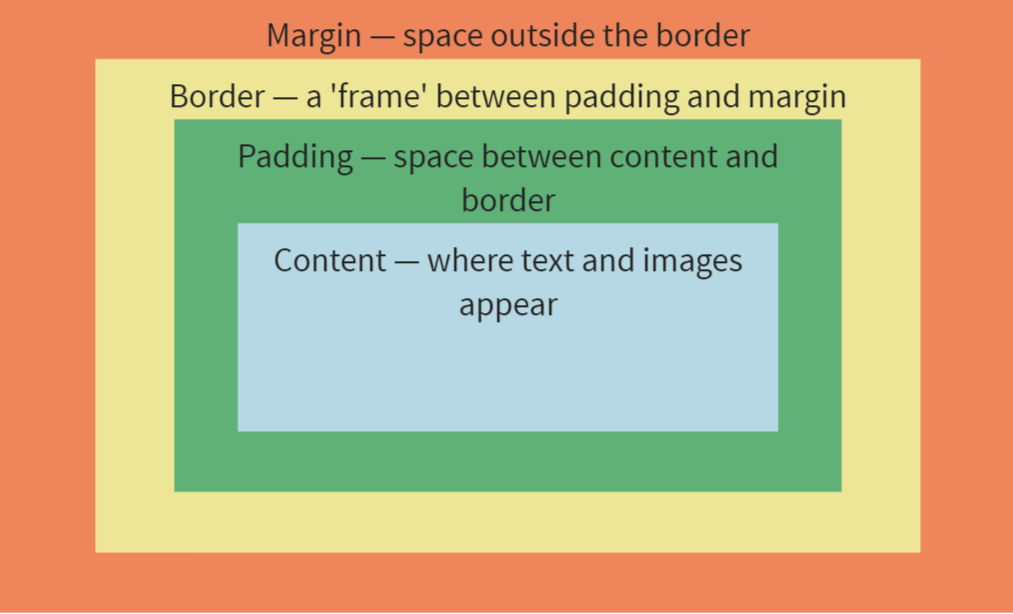 Margin — space outside the border
Border — a 'frame' between padding and margin
Padding — space between content and
border
Content — where text and images
appear